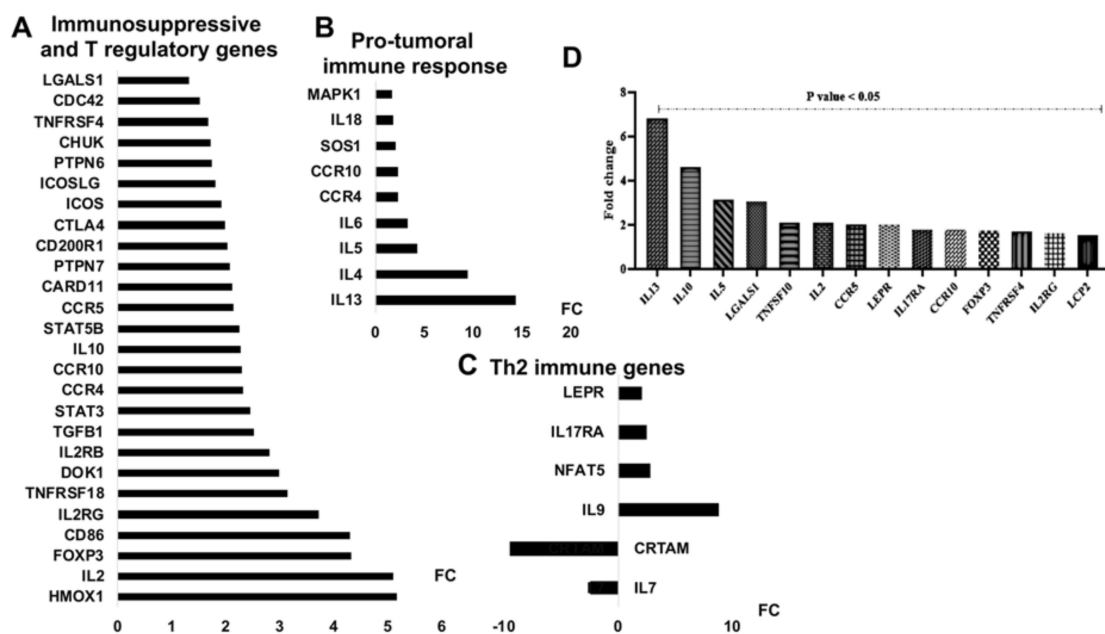 A
Immunosuppressive
and T regulatory genes
LGALS1
CDC42
TNFRSF4
CHUK
PTPN6
ICOSLG
ICOS
CTLA4
CD200R1
PTPN7
CARD11
CCR5
STAT5B
IL10
CCR10
CCR4
STAT3
TGFB1
IL2RB
DOK1
TNFRSF18
IL2RG
CD86
FOXP3
IL2
HMOX1
FC
0 1 2 3 4 5 6
B
Pro-tumoral
immune response
MAPK1
IL18
SOS1
CCR10
CCR4
IL6
IL5
IL4
IL13
FC
0 5 10 15 20
C Th2 immune genes
LEPR
IL17RA
NFAT5
IL9
CRTAM CRTAM
IL7
FC
-10 0 10
D
P value < 0.05
Fold change
8
6
4
2
0
IL13 IL10 IL5 LGALS1 TNFSF10 IL2 CCR5 LEPR IL17RA CCR10 FOXP3 TNFRSF4 IL2RG LCP2